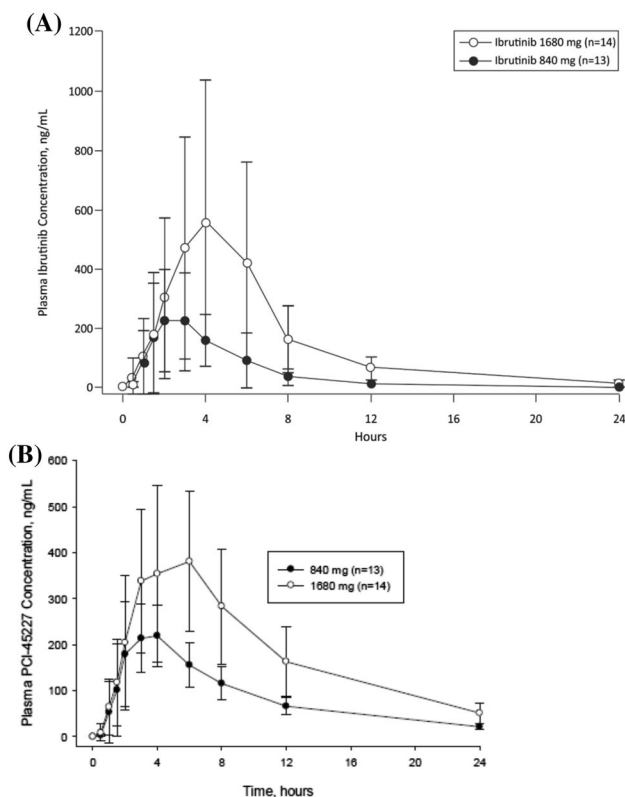 (A)
1200
1000
800
600
400
200
0
Plasma Ibrutinib Concentration, ng/mL
Ibrutinib 1680 mg (n=14)
Ibrutinib 840 mg (n=13)
0 4 8 12 16 20 24
Hours
(B)
600
500
400
300
200
100
0
Plasma PCI-45227 Concentration, ng/mL
840 mg (n=13)
1680 mg (n=14)
0 4 8 12 16 20 24
Time, hours